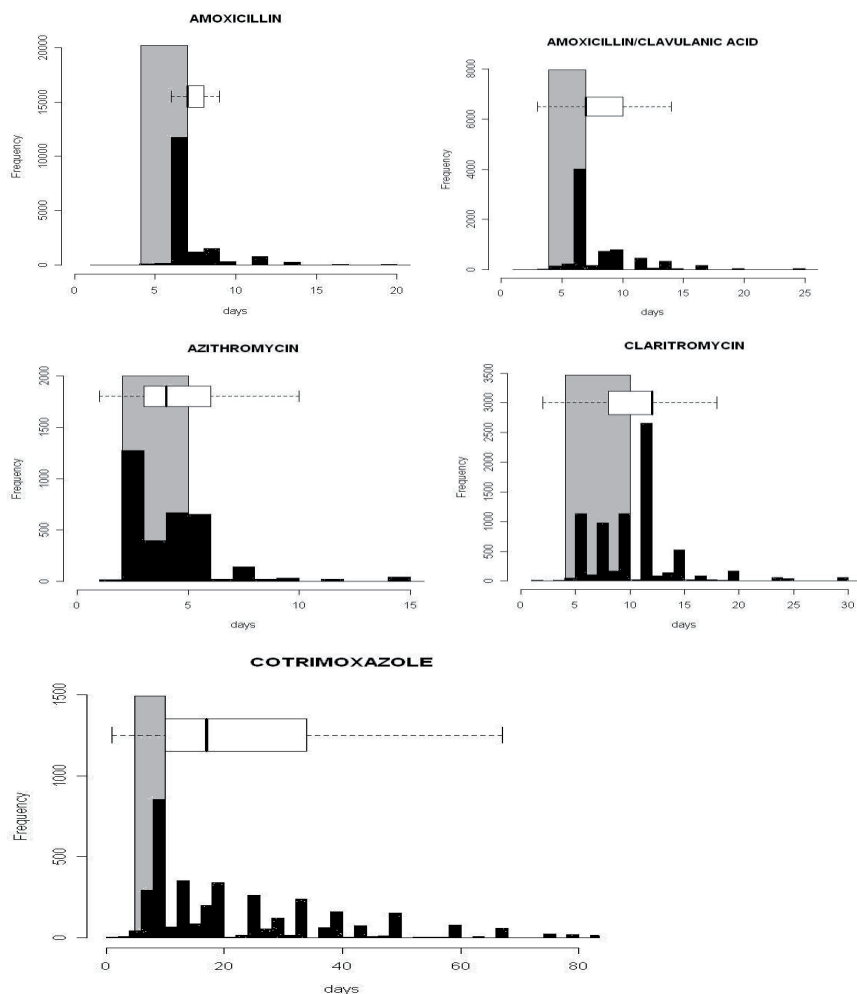 AMOXICILLIN
Frequency
0 5000 10000 15000 20000
0 5 10 15 20
days
AMOXICILLIN/CLAVULANIC ACID
Frequency
0 2000 4000 6000 8000
0 5 10 15 20 25
days
AZITHROMYCIN
Frequency
0 500 1000 1500 2000
0 5 10 15
days
CLARITROMYCIN
Frequency
0 500 1000 1500 2000 2500 3000 3500
0 5 10 15 20 25 30
days
COTRIMOXAZOLE
Frequency
0 500 1000 1500
0 20 40 60 80
days